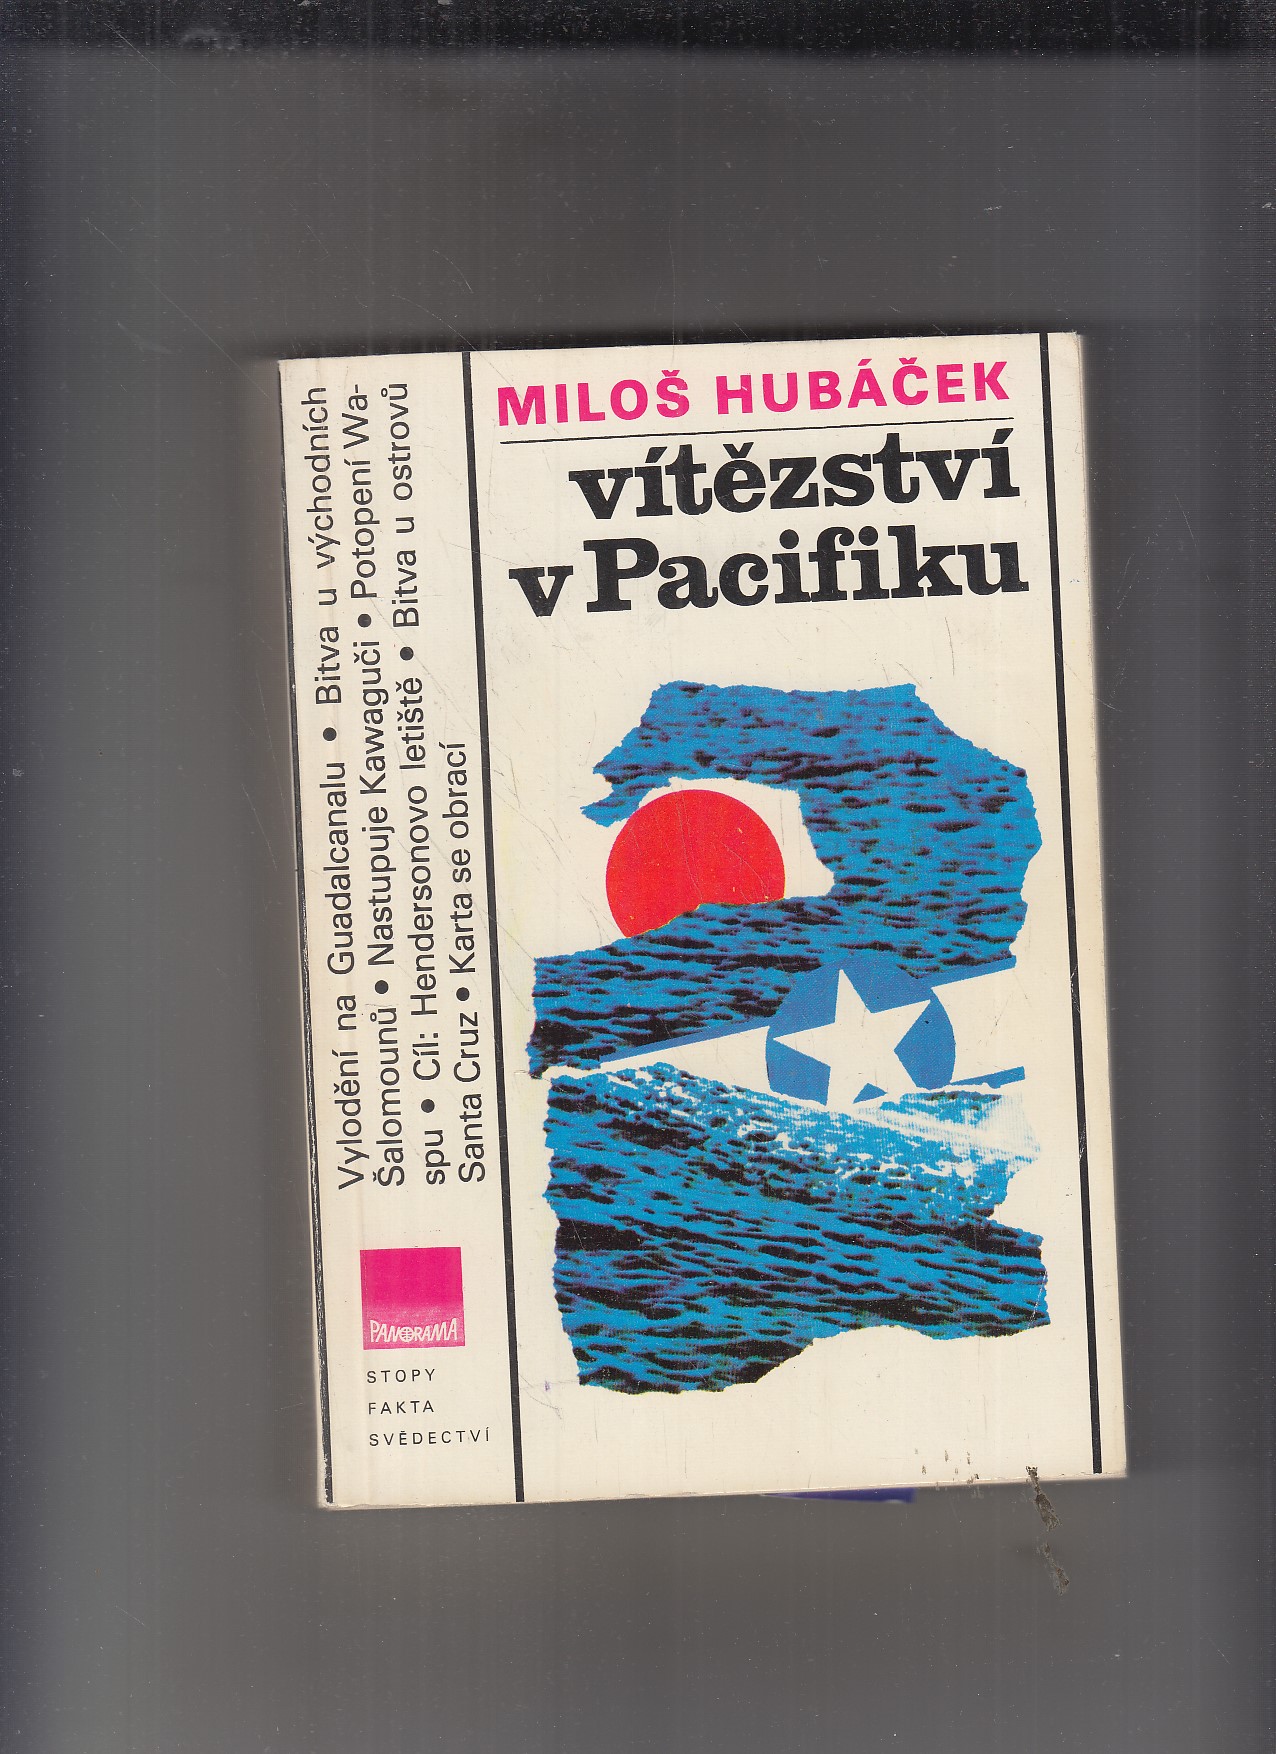 MILOŠ HUBÁČEK
vítězství
v Pacifiku
Vylodění na Guadalcanalu • Bitva u východních
Šalomounů • Nastupuje Kawaguči • Potopení Wa-
spu • Cíl: Hendersonovo letiště • Bitva u ostrovů
Santa Cruz • Karta se obrací
PANORAMA
STOPY
FAKTA
SVĚDECTVÍ